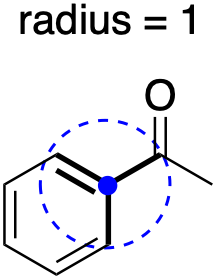 radius = 1
O